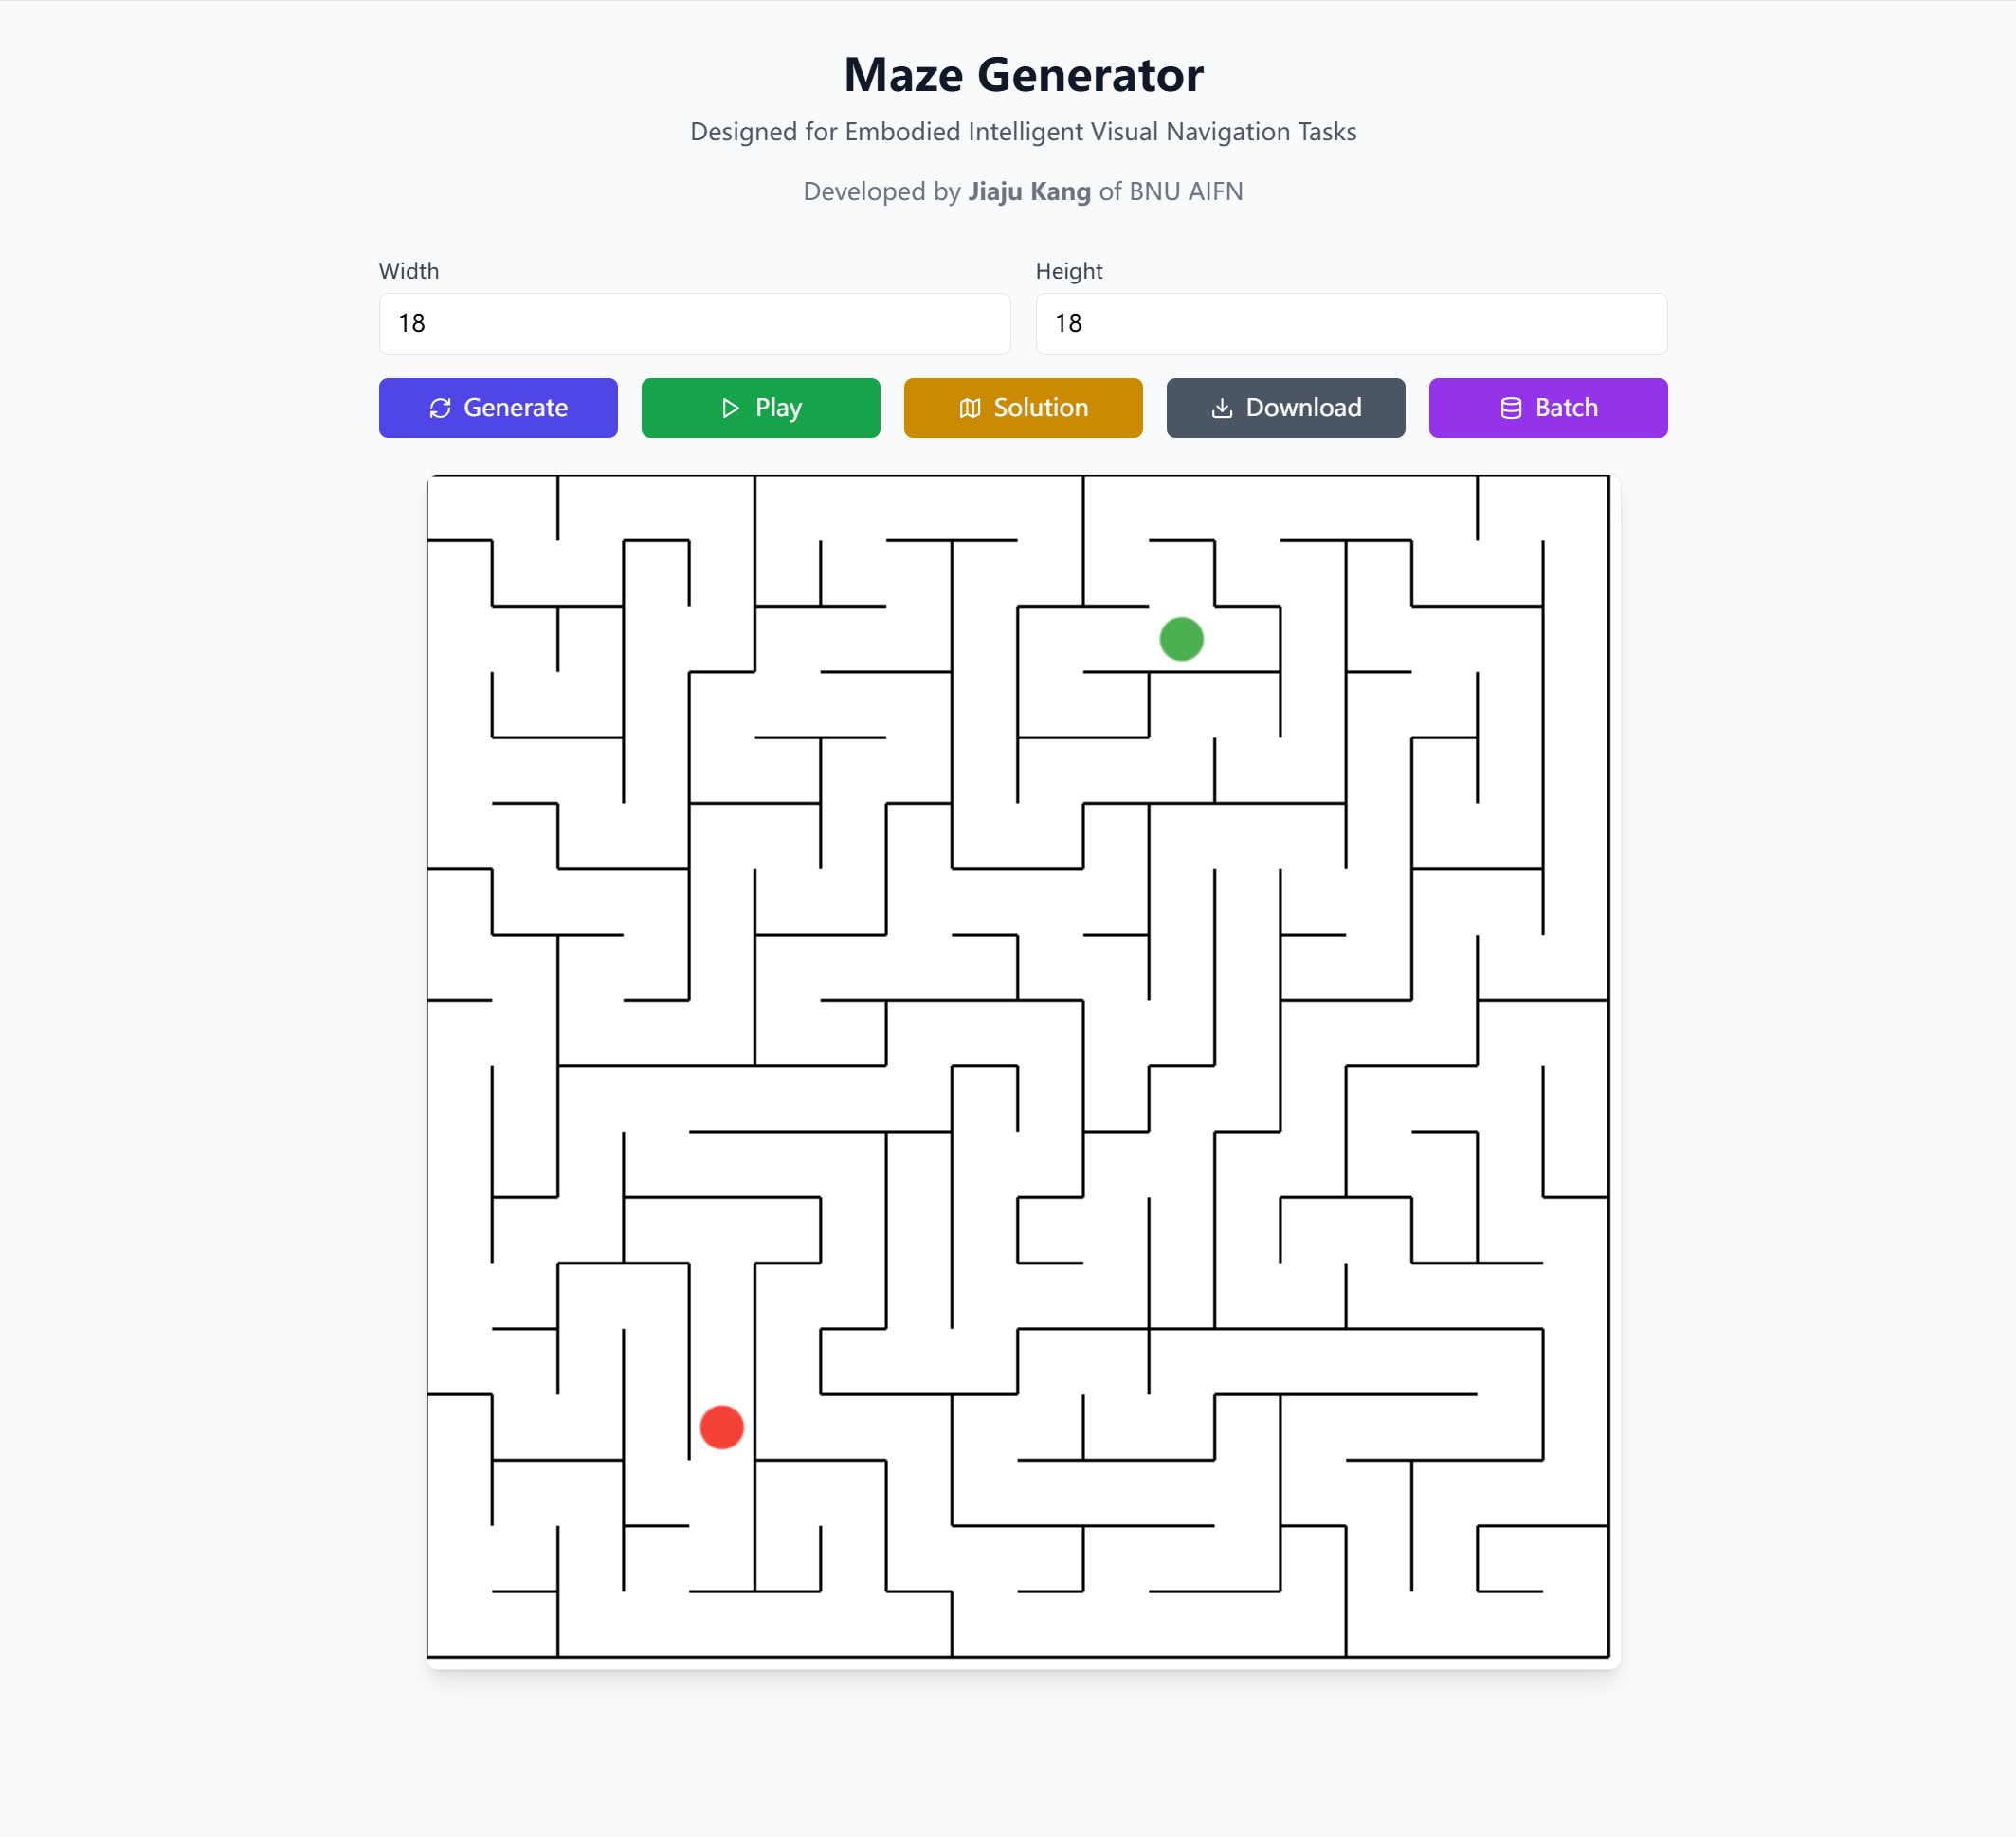 Maze Generator
Designed for Embodied Intelligent Visual Navigation Tasks
Developed by Jiaju Kang of BNU AIFN
Width
Height
18
18
Generate
Play
Solution
Download
Batch